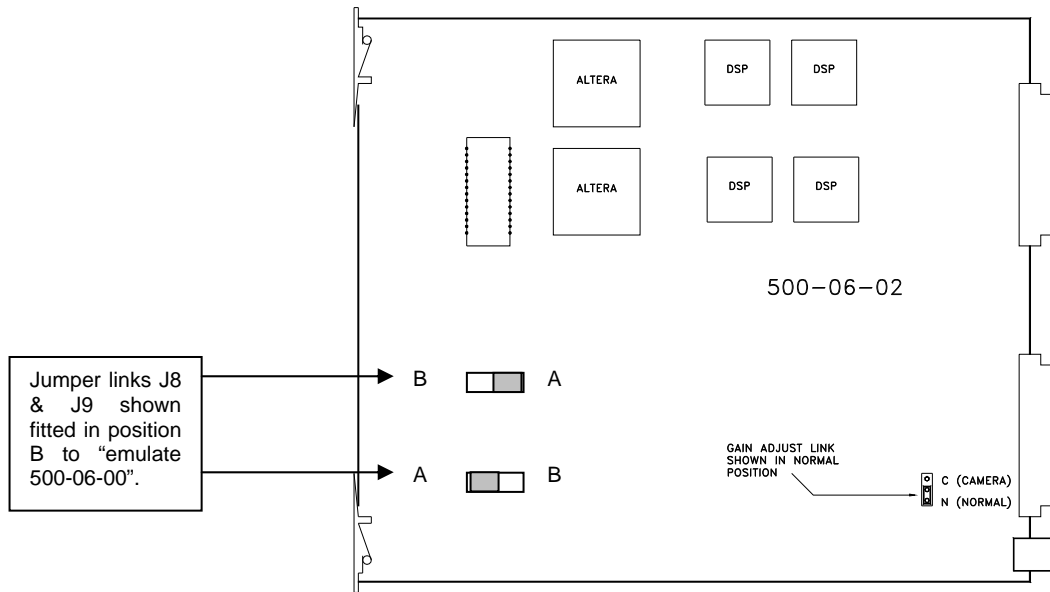 ALTERA
DSP
DSP
ALTERA
DSP
DSP
500-06-02
Jumper links J8
& J9 shown
fitted in position
B to “emulate
500-06-00”.
B
A
A
B
GAIN ADJUST LINK
SHOWN IN NORMAL
POSITION
C (CAMERA)
N (NORMAL)